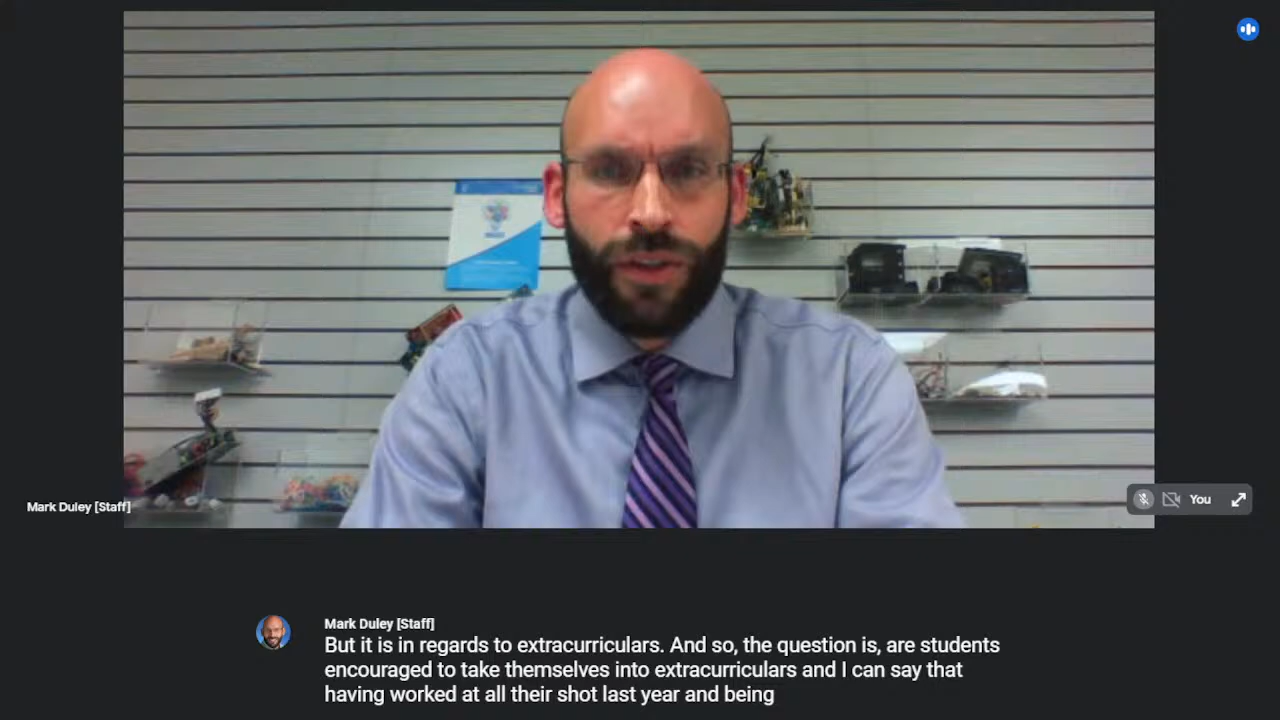 Mark Duley [Staff]
You
Mark Duley [Staff]
But it is in regards to extracurriculars. And so, the question is, are students
encouraged to take themselves into extracurriculars and I can say that
having worked at all their shot last year and being